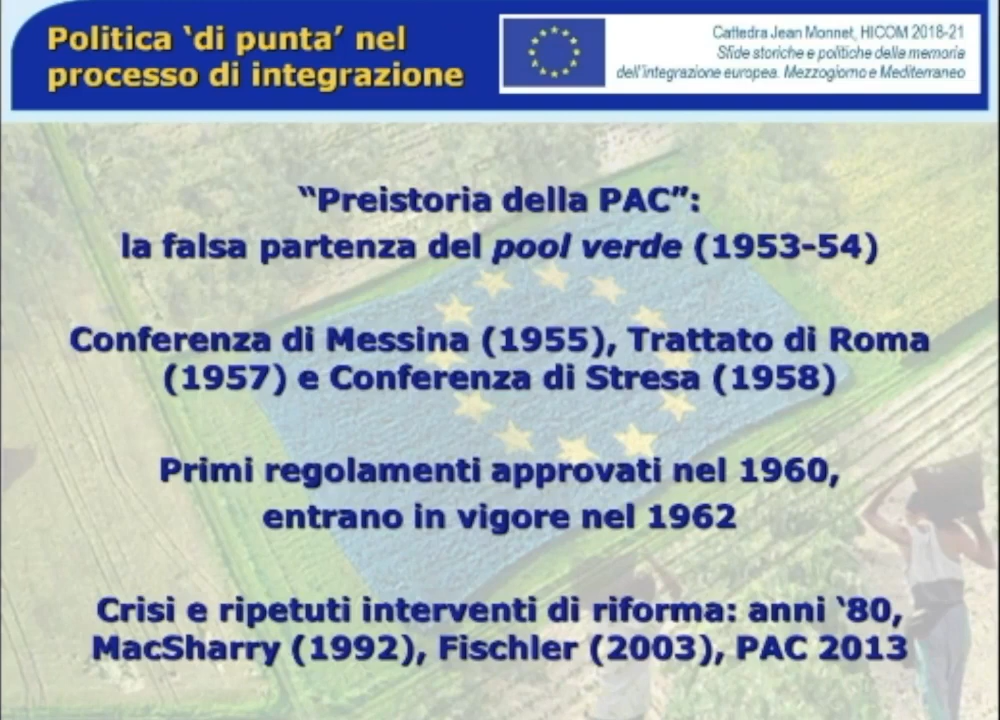 Politica ‘di punta’ nel
processo di integrazione
Cattedra Jean Monnet, HICOM 2018-21
Sfide storiche e politiche della memoria
dell'integrazione europea. Mezzogiorno e Mediterraneo
“Preistoria della PAC”:
la falsa partenza del pool verde (1953-54)
Conferenza di Messina (1955), Trattato di Roma
(1957) e Conferenza di Stresa (1958)
Primi regolamenti approvati nel 1960,
entrano in vigore nel 1962
Crisi e ripetuti interventi di riforma: anni ‘80,
MacSharry (1992), Fischler (2003), PAC 2013